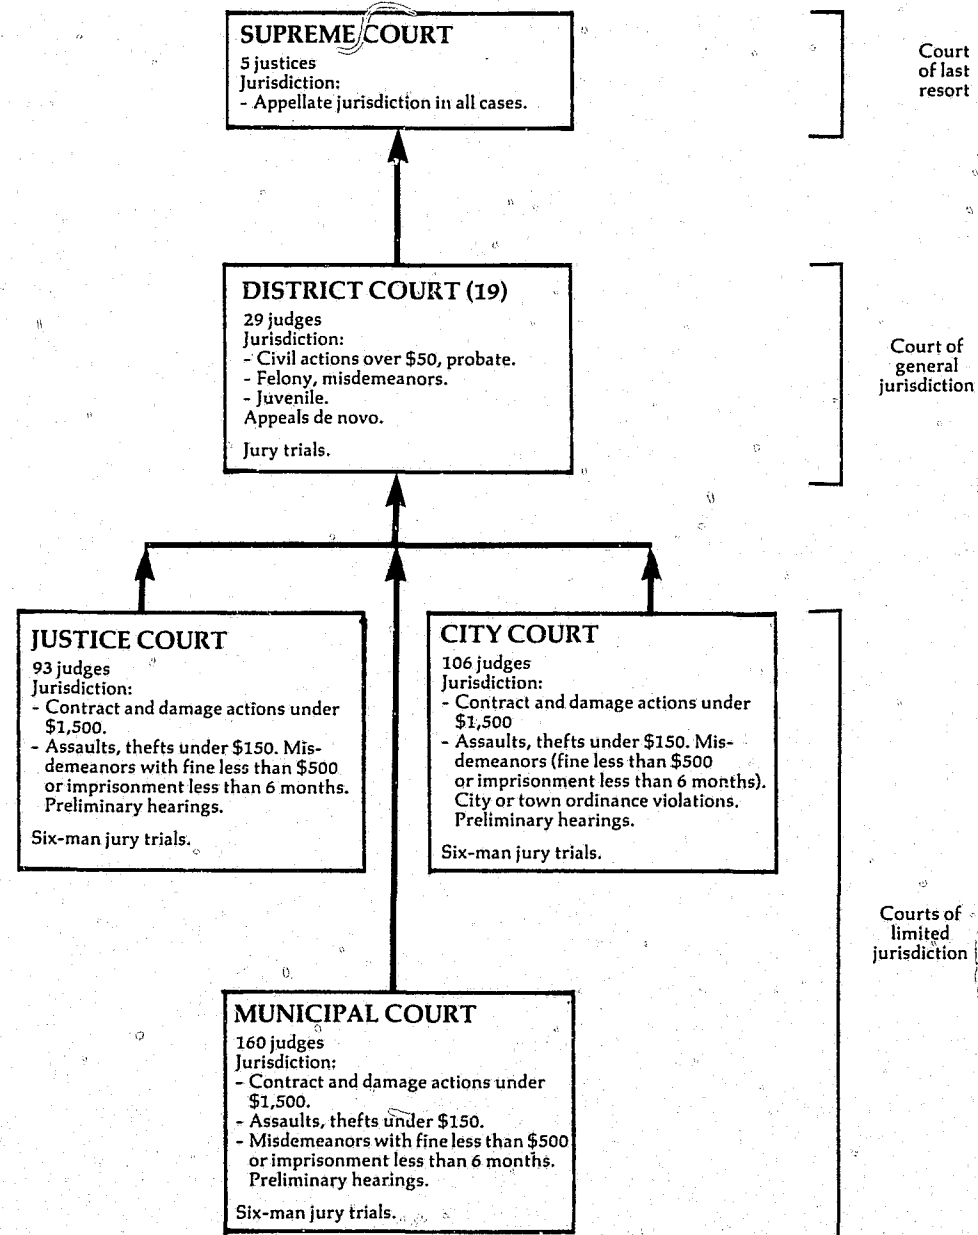 SUPREME COURT
5 justices
Jurisdiction:
- Appellate jurisdiction in all cases.
Court
of last
resort
DISTRICT COURT (19)
29 judges
Jurisdiction:
- Civil actions over $50, probate.
- Felony, misdemeanors.
- Juvenile.
Appeals de novo.
Jury trials.
Court of
general
jurisdiction
JUSTICE COURT
93 judges
Jurisdiction:
- Contract and damage actions under
$1,500.
- Assaults, thefts under $150. Mis-
demeanors with fine less than $500
or imprisonment less than 6 months.
Preliminary hearings.
Six-man jury trials.
CITY COURT
106 judges
Jurisdiction:
- Contract and damage actions under
$1,500
- Assaults, thefts under $150. Mis-
demeanors (fine less than $500
or imprisonment less than 6 months).
City or town ordinance violations.
Preliminary hearings.
Six-man jury trials.
Courts of
limited
jurisdiction
MUNICIPAL COURT
160 judges
Jurisdiction:
- Contract and damage actions under
$1,500.
- Assaults, thefts under $150.
- Misdemeanors with fine less than $500
or imprisonment less than 6 months.
Preliminary hearings.
Six-man jury trials.